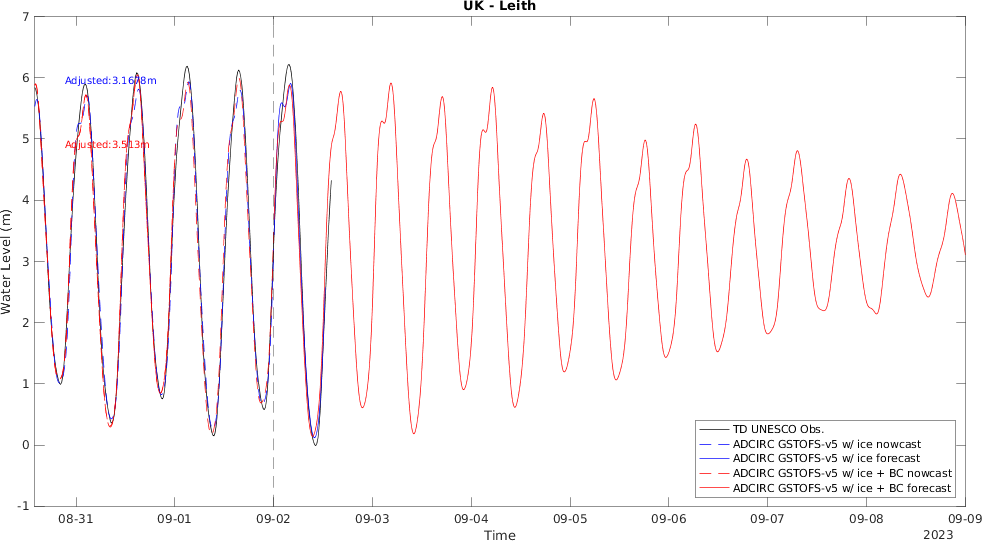 UK - Leith
7
6
5
4
3
2
1
0
-1
Water Level (m)
Adjusted:3.1678m
Adjusted:3.513m
TD UNESCO Obs.
ADCIRC GSTOFS-v5 w/ ice nowcast
ADCIRC GSTOFS-v5 w/ ice forecast
ADCIRC GSTOFS-v5 w/ ice + BC nowcast
ADCIRC GSTOFS-v5 w/ ice + BC forecast
08-31 09-01 09-02 09-03 09-04 09-05 09-06 09-07 09-08 09-09
Time
2023